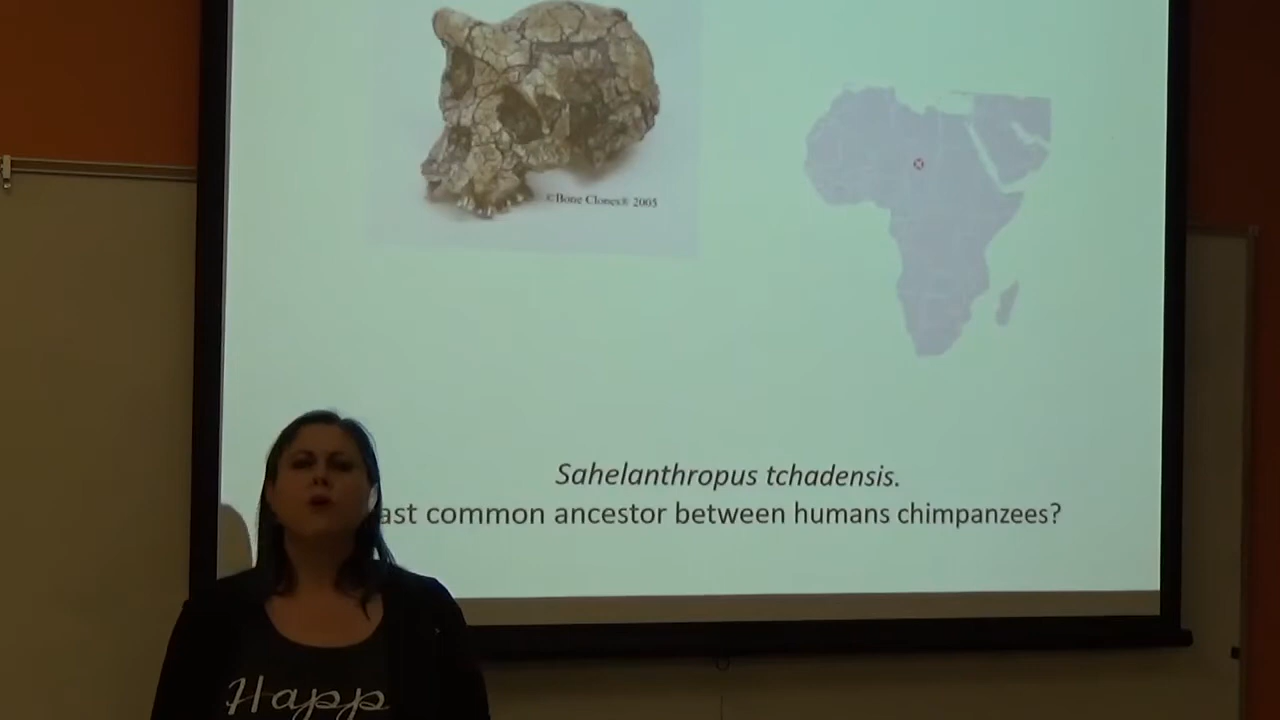 ©Bone Clones® 2005
Sahelanthropus tchadensis.
ast common ancestor between humans chimpanzees?
Happ